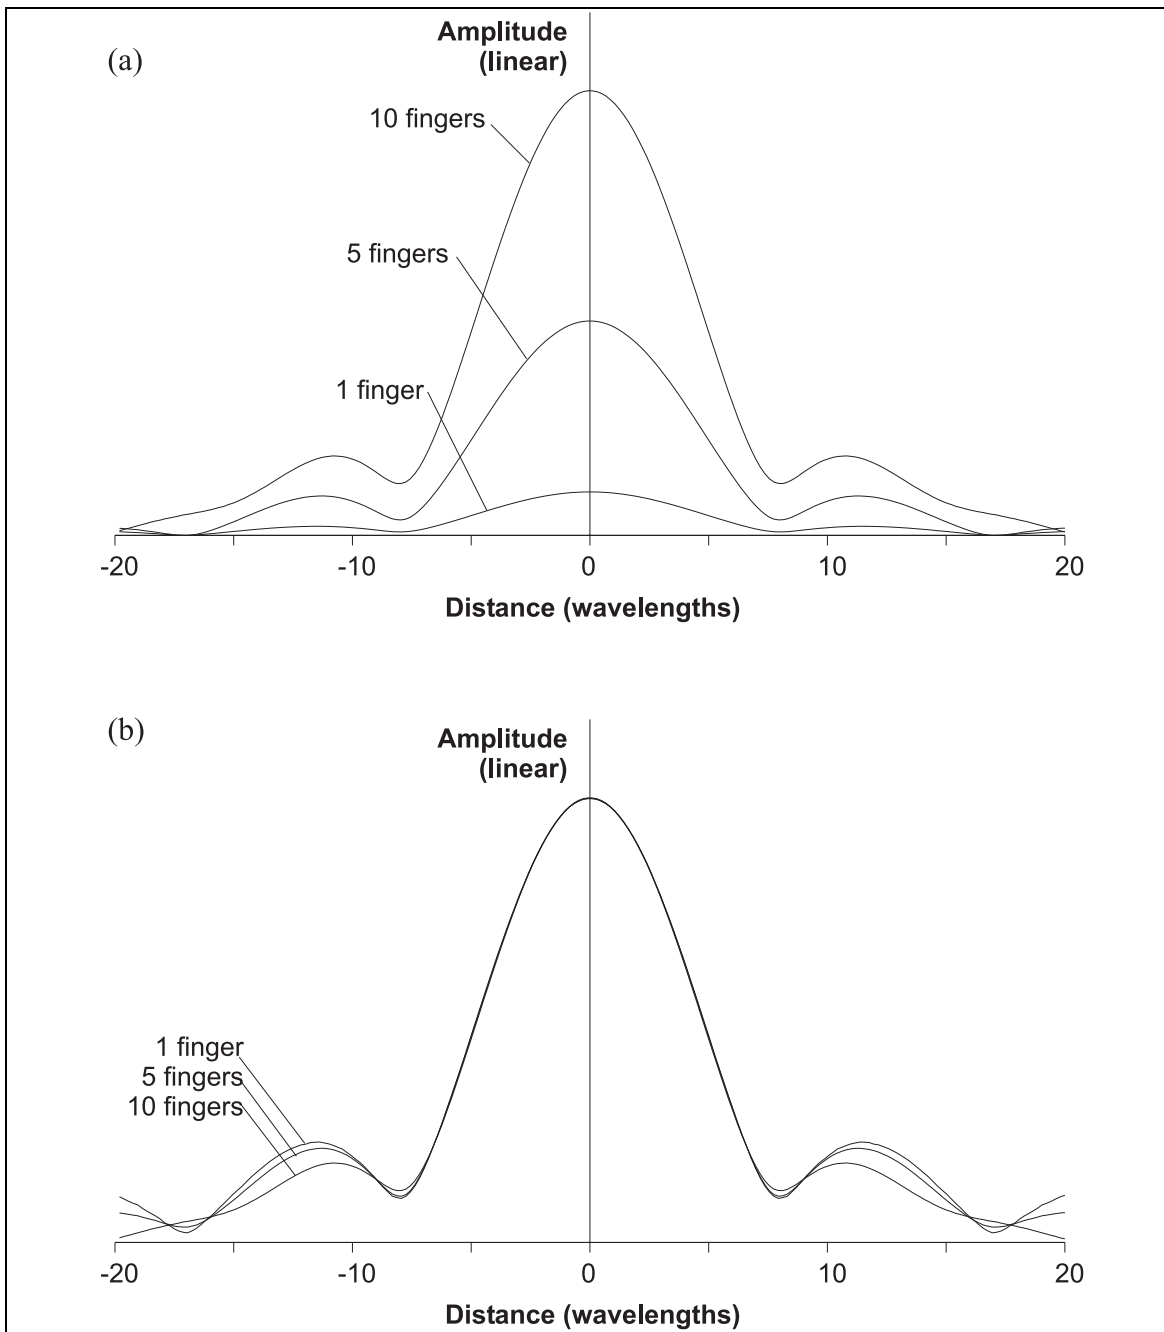 (a)
Amplitude
(linear)
10 fingers
5 fingers
1 finger
-20 -10 0 10 20
Distance (wavelengths)
(b)
Amplitude
(linear)
1 finger
5 fingers
10 fingers
-20 -10 0 10 20
Distance (wavelengths)